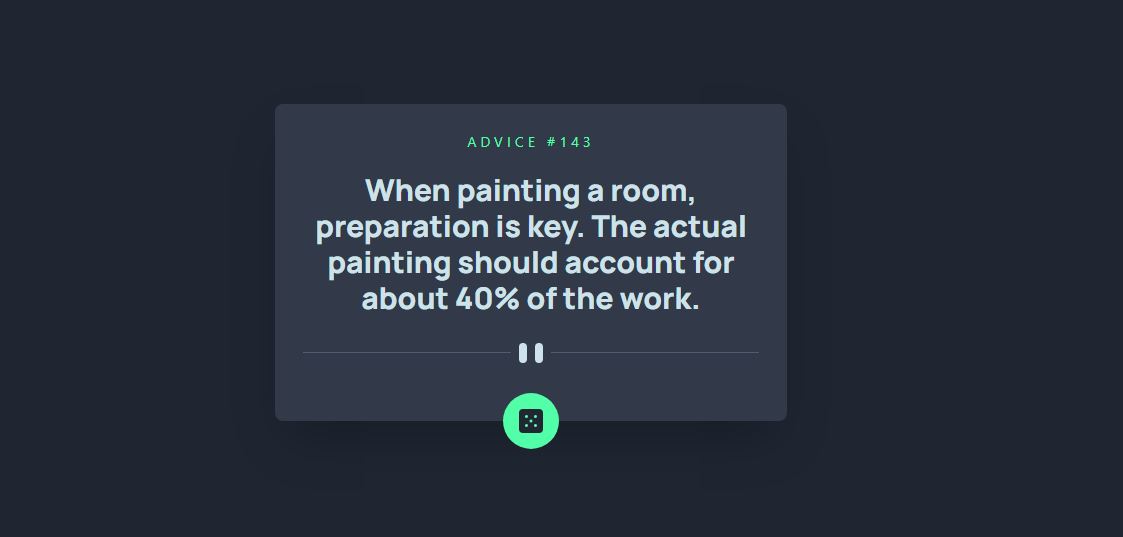 ADVICE #143
When painting a room,
preparation is key. The actual
painting should account for
about 40% of the work.